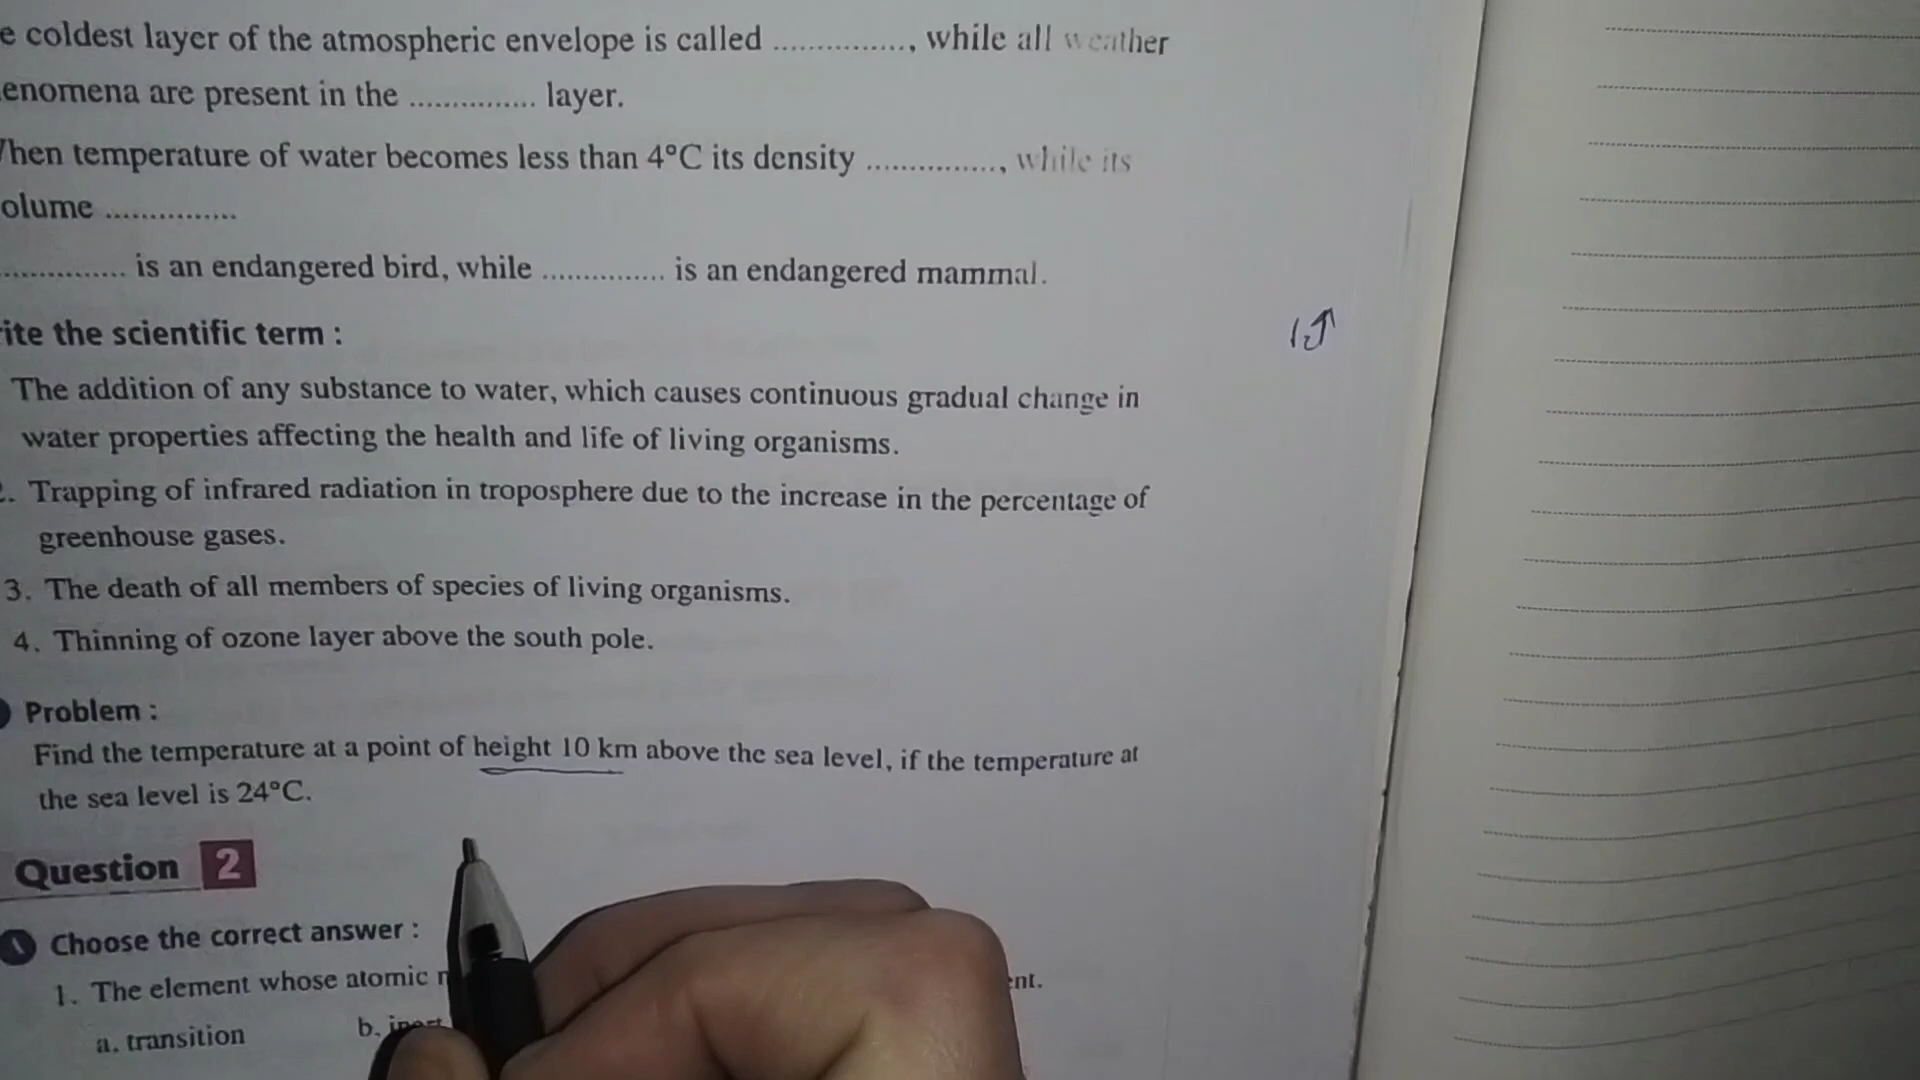 e coldest layer of the atmospheric envelope is called ..............., while all weather
enomena are present in the ............... layer.
hen temperature of water becomes less than 4°C its density ..............., while its
olume ...............
............... is an endangered bird, while ............... is an endangered mammal.
ite the scientific term :
The addition of any substance to water, which causes continuous gradual change in
water properties affecting the health and life of living organisms.
. Trapping of infrared radiation in troposphere due to the increase in the percentage of
greenhouse gases.
3. The death of all members of species of living organisms.
4. Thinning of ozone layer above the south pole.
Problem :
Find the temperature at a point of height 10 km above the sea level, if the temperature at
the sea level is 24°C.
Question 2
Choose the correct answer :
1. The element whose atomic nt.
a. transition b.